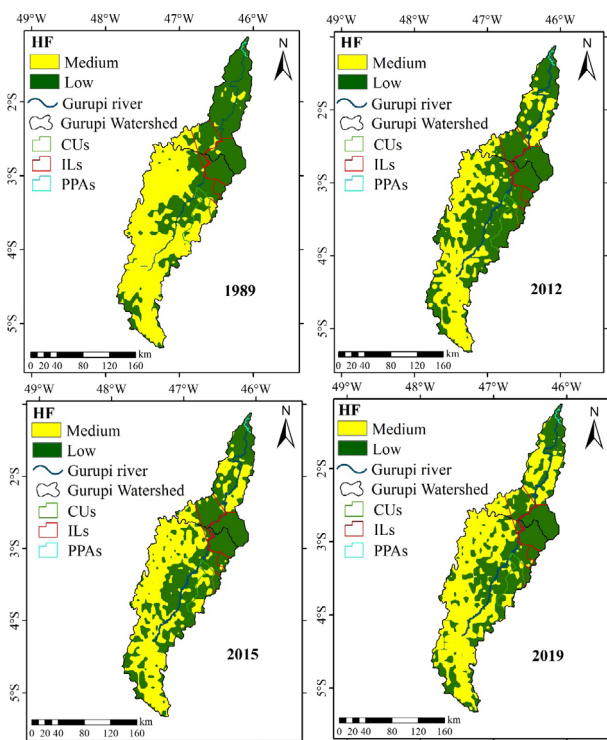 49°W 48°W 47°W 46°W
HF
Medium
Low
Gurupi river
Gurupi Watershed
CUs
ILs
PPAs
N
2°S
3°S
4°S
5°S
1989
0 20 40 80 120 160
km
49°W 48°W 47°W 46°W
HF
Medium
Low
Gurupi river
Gurupi Watershed
CUs
ILs
PPAs
N
2°S
3°S
4°S
5°S
2012
0 20 40 80 120 160
km
49°W 48°W 47°W 46°W
HF
Medium
Low
Gurupi river
Gurupi Watershed
CUs
ILs
PPAs
N
2°S
3°S
4°S
5°S
2015
0 20 40 80 120 160
km
49°W 48°W 47°W 46°W
HF
Medium
Low
Gurupi river
Gurupi Watershed
CUs
ILs
PPAs
N
2°S
3°S
4°S
5°S
2019
0 20 40 80 120 160
km